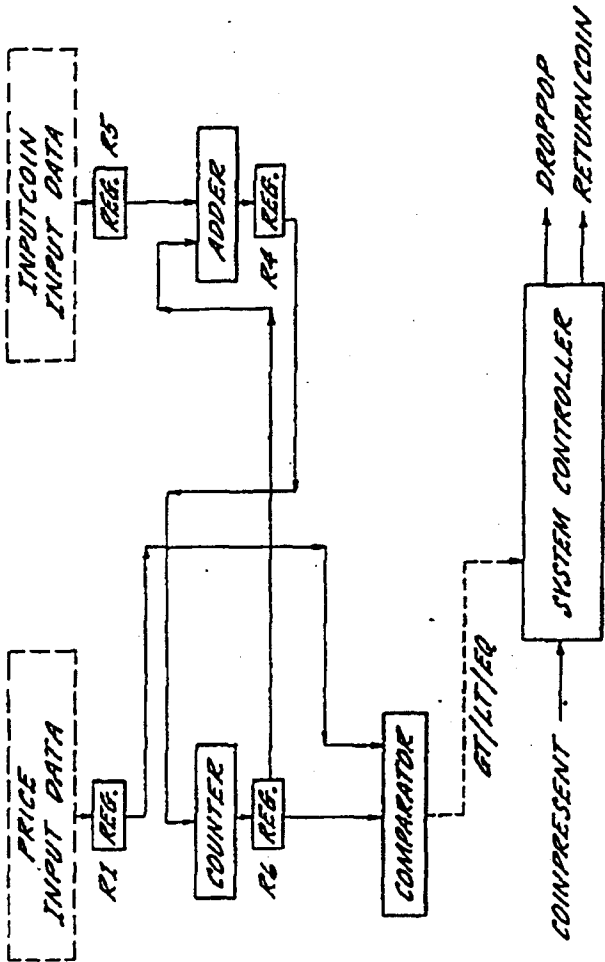 PRICE
INPUT DATA
INPUTCOIN
INPUT DATA
R1
REG.
REG.
R5
COUNTER
ADDER
R6
REG.
R4
REG.
COMPARATOR
GT/LT/EQ
COINPRESENT
SYSTEM CONTROLLER
DROPPOP
RETURNCOIN